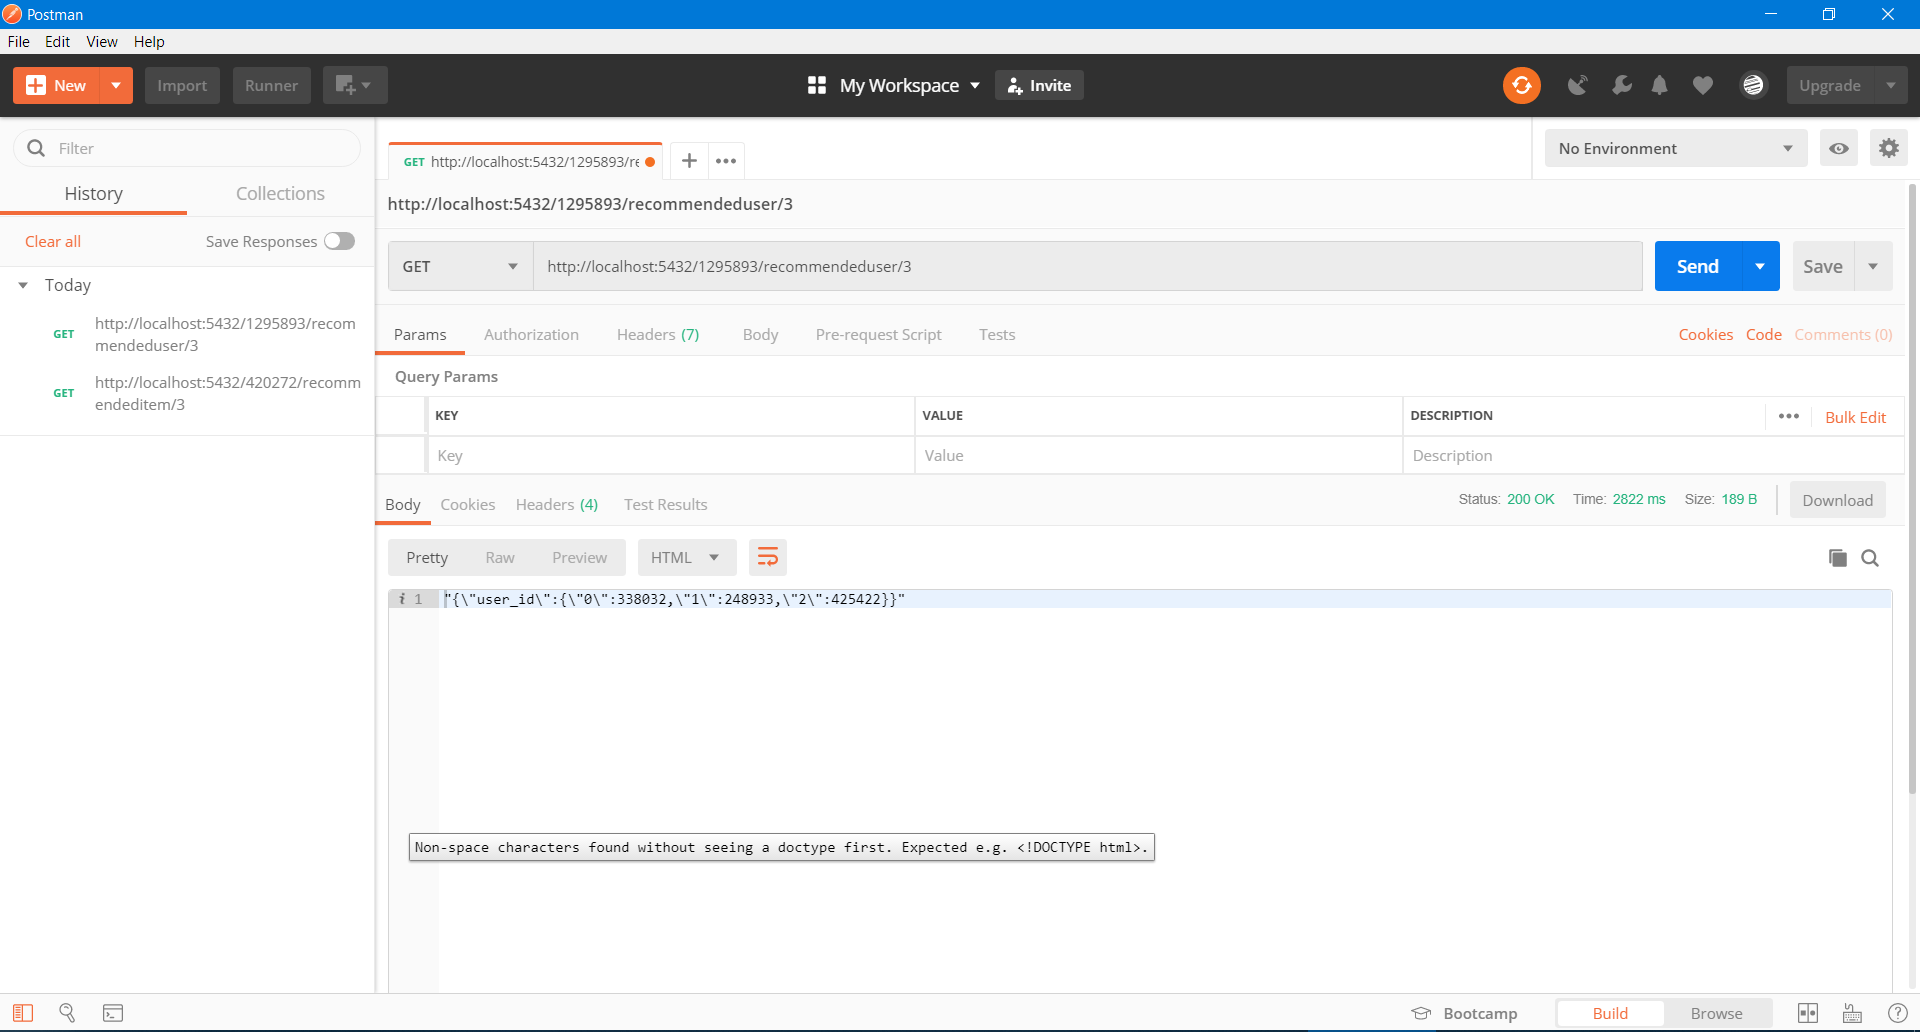 Postman
File Edit View Help
New Import Runner My Workspace Invite Upgrade
Filter
History Collections
Clear all Save Responses
Today
GET http://localhost:5432/1295893/recom
mendeduser/3
GET http://localhost:5432/420272/recomm
endeditem/3
GET http://localhost:5432/1295893/re
No Environment
http://localhost:5432/1295893/recommendeduser/3
GET http://localhost:5432/1295893/recommendeduser/3 Send Save
Params Authorization Headers (7) Body Pre-request Script Tests Cookies Code Comments (0)
Query Params
KEY VALUE DESCRIPTION Bulk Edit
Key Value Description
Body Cookies Headers (4) Test Results Status: 200 OK Time: 2822 ms Size: 189 B Download
Pretty Raw Preview HTML
i 1 "{\"user_id\":{\"0\":338032,\"1\":248933,\"2\":425422}}"
Non-space characters found without seeing a doctype first. Expected e.g. <!DOCTYPE html>.
Bootcamp Build Browse